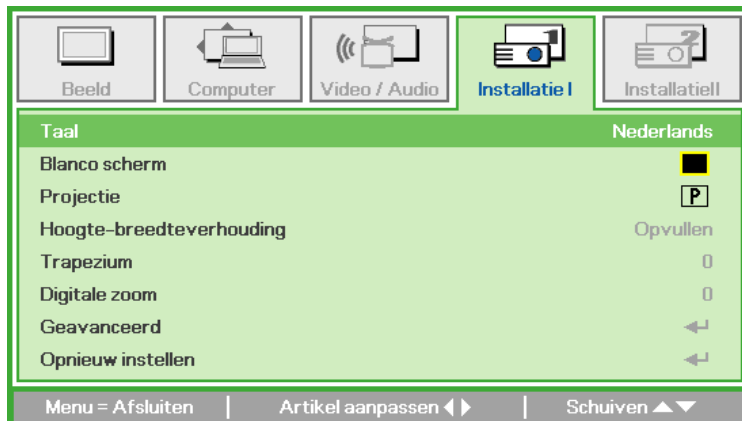 Beeld Computer Video / Audio Installatie I InstallatieII
Taal Nederlands
Blanco scherm
Projectie P
Hoogte-breedteverhouding Opvullen
Trapezium 0
Digitale zoom 0
Geavanceerd
Opnieuw instellen
Menu = Afsluiten Artikel aanpassen Schuiven